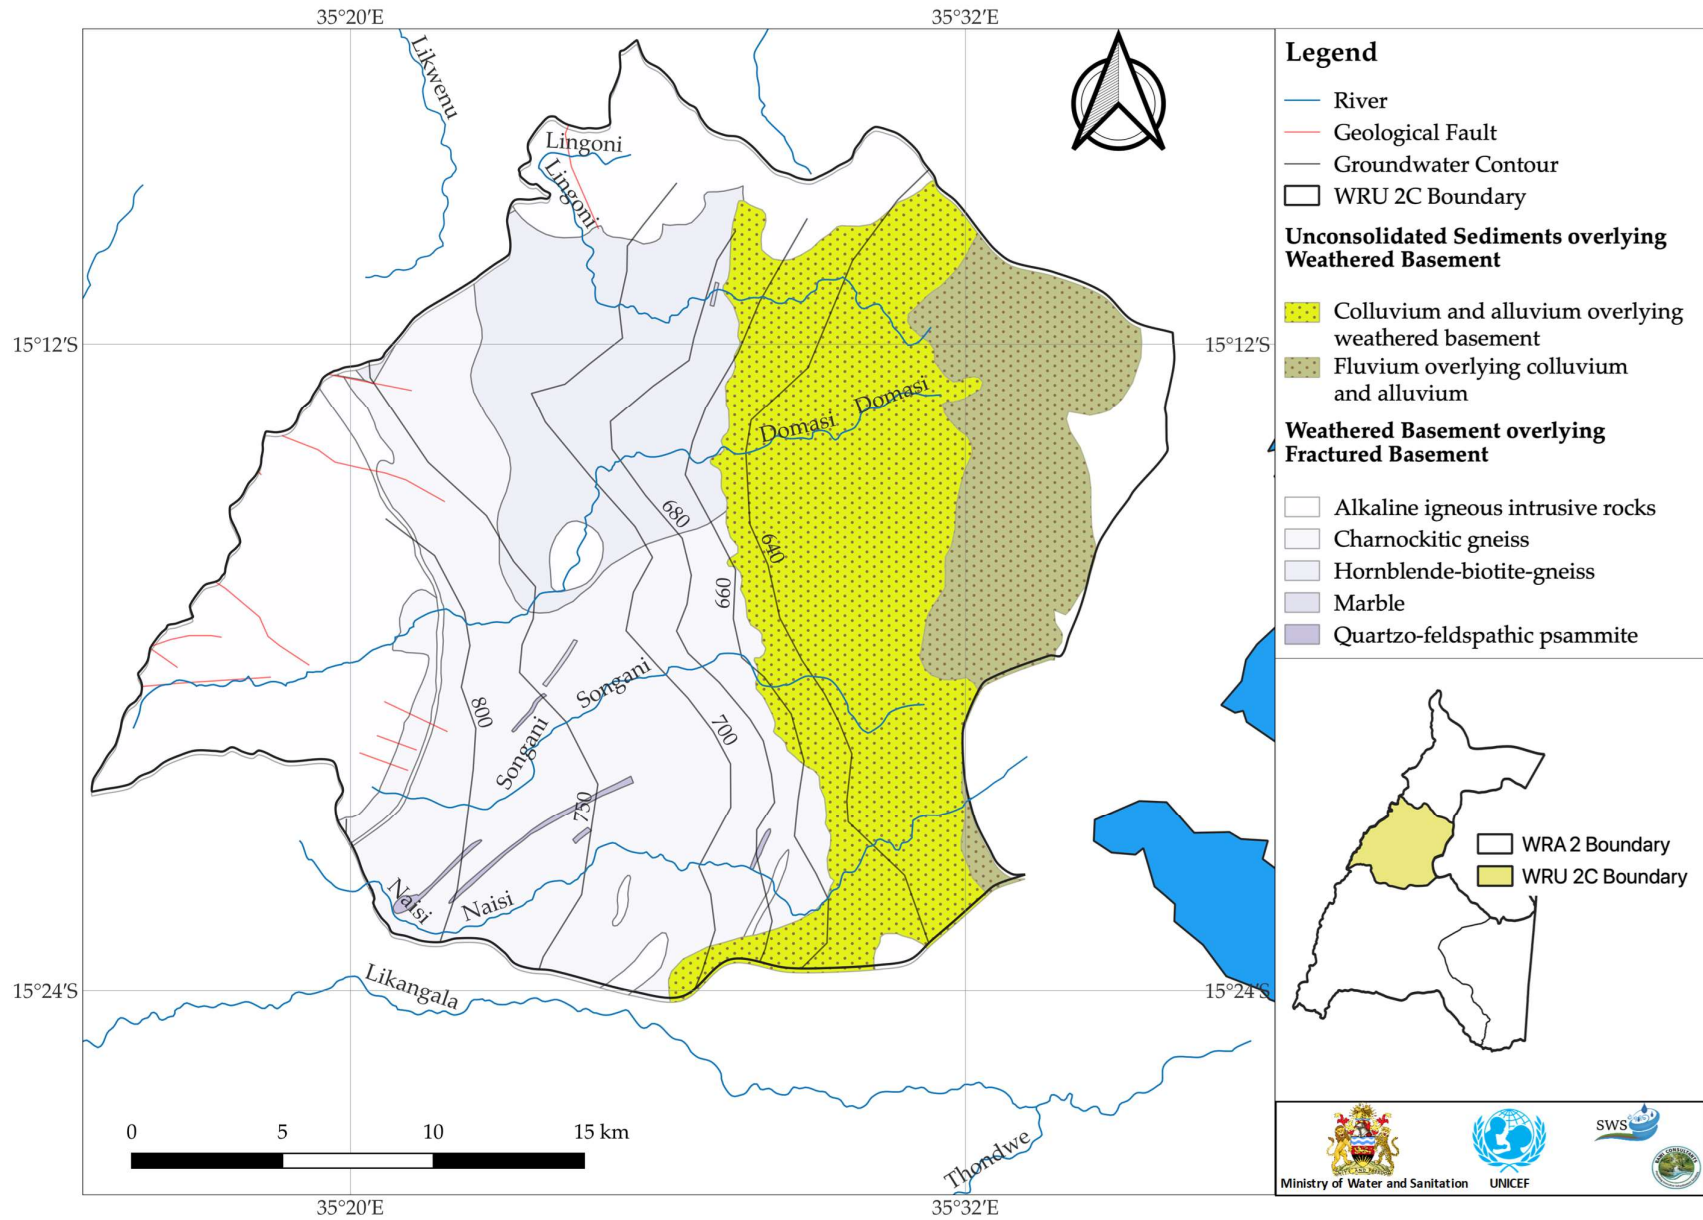 35°20′E
35°32′E
Likwenu
Lingoni
Lingoni
15°12′S
15°12′S
Domasi
Domasi
680
640
660
Songani
Songani
800
700
750
Naisi
Naisi
Likangala
15°24′S
15°24′S
Thondwe
0 5 10 15 km
35°20′E
35°32′E
Legend
River
Geological Fault
Groundwater Contour
WRU 2C Boundary
Unconsolidated Sediments overlying
Weathered Basement
Colluvium and alluvium overlying
weathered basement
Fluvium overlying colluvium
and alluvium
Weathered Basement overlying
Fractured Basement
Alkaline igneous intrusive rocks
Charnockitic gneiss
Hornblende-biotite-gneiss
Marble
Quartzo-feldspathic psammite
WRA 2 Boundary
WRU 2C Boundary
Ministry of Water and Sanitation
UNICEF
SWS